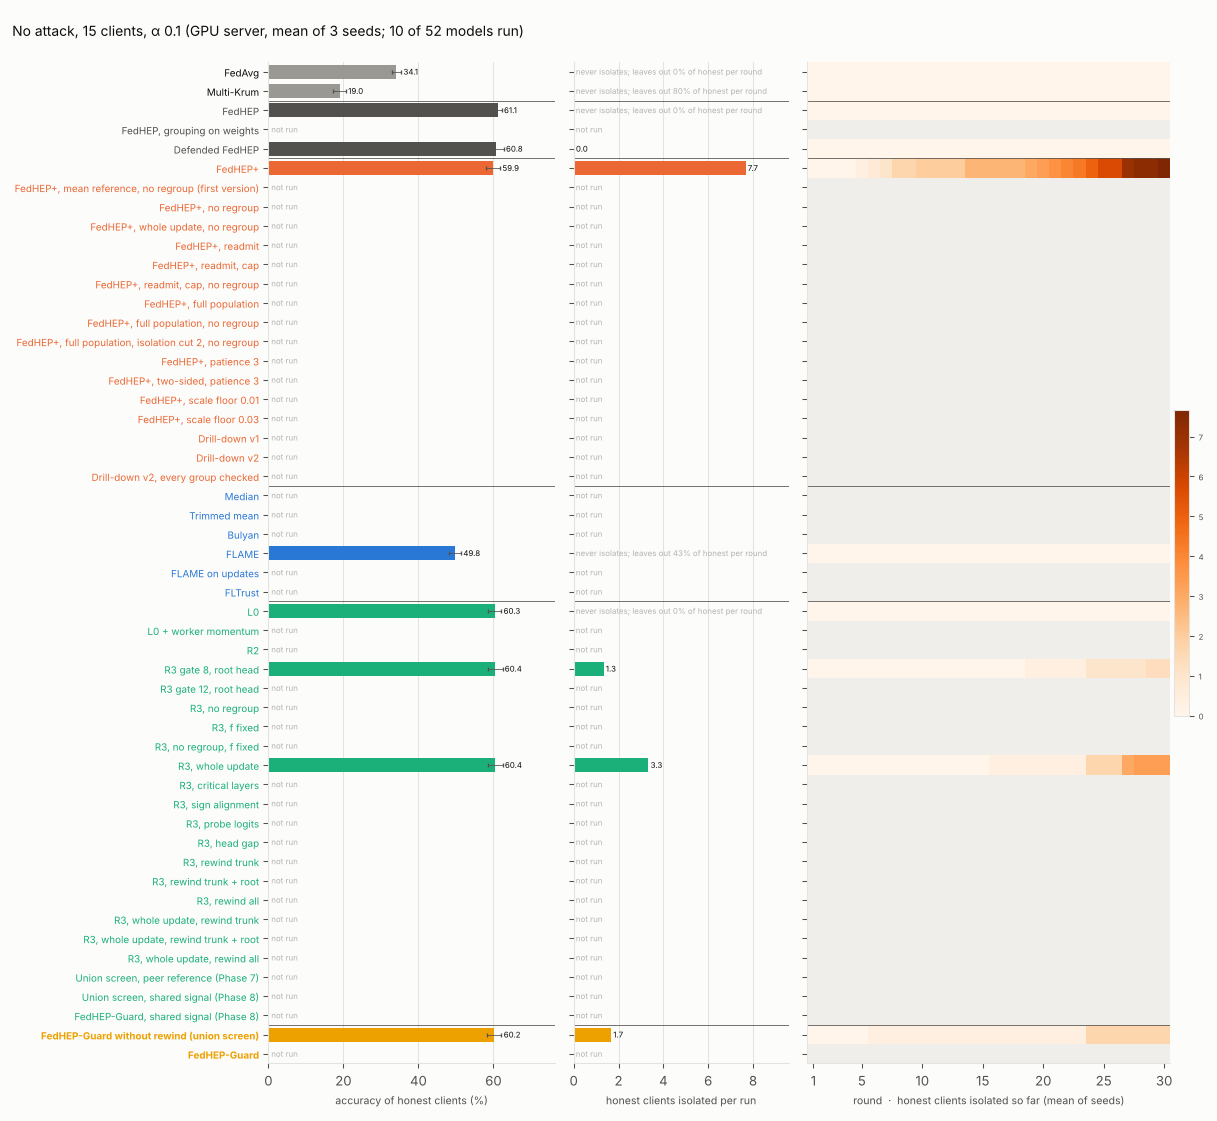 No attack, 15 clients, α 0.1 (GPU server, mean of 3 seeds; 10 of 52 models run)
FedAvg 34.1 never isolates; leaves out 0% of honest per round
Multi-Krum 19.0 never isolates; leaves out 80% of honest per round
FedHEP 61.1 never isolates; leaves out 0% of honest per round
FedHEP, grouping on weights not run not run
Defended FedHEP 60.8 0.0
FedHEP+ 59.9 7.7
FedHEP+, mean reference, no regroup (first version) not run not run
FedHEP+, no regroup not run not run
FedHEP+, whole update, no regroup not run not run
FedHEP+, readmit not run not run
FedHEP+, readmit, cap not run not run
FedHEP+, readmit, cap, no regroup not run not run
FedHEP+, full population not run not run
FedHEP+, full population, no regroup not run not run
FedHEP+, full population, isolation cut 2, no regroup not run not run
FedHEP+, patience 3 not run not run
FedHEP+, two-sided, patience 3 not run not run
FedHEP+, scale floor 0.01 not run not run
FedHEP+, scale floor 0.03 not run not run
Drill-down v1 not run not run
Drill-down v2 not run not run
Drill-down v2, every group checked not run not run
Median not run not run
Trimmed mean not run not run
Bulyan not run not run
FLAME 49.8 never isolates; leaves out 43% of honest per round
FLAME on updates not run not run
FLTrust not run not run
L0 60.3 never isolates; leaves out 0% of honest per round
L0 + worker momentum not run not run
R2 not run not run
R3 gate 8, root head 60.4 1.3
R3 gate 12, root head not run not run
R3, no regroup not run not run
R3, f fixed not run not run
R3, no regroup, f fixed not run not run
R3, whole update 60.4 3.3
R3, critical layers not run not run
R3, sign alignment not run not run
R3, probe logits not run not run
R3, head gap not run not run
R3, rewind trunk not run not run
R3, rewind trunk + root not run not run
R3, rewind all not run not run
R3, whole update, rewind trunk not run not run
R3, whole update, rewind trunk + root not run not run
R3, whole update, rewind all not run not run
Union screen, peer reference (Phase 7) not run not run
Union screen, shared signal (Phase 8) not run not run
FedHEP-Guard, shared signal (Phase 8) not run not run
FedHEP-Guard without rewind (union screen) 60.2 1.7
FedHEP-Guard not run not run
0 20 40 60
accuracy of honest clients (%)
0 2 4 6 8
honest clients isolated per run
1 5 10 15 20 25 30
round · honest clients isolated so far (mean of seeds)
7
6
5
4
3
2
1
0